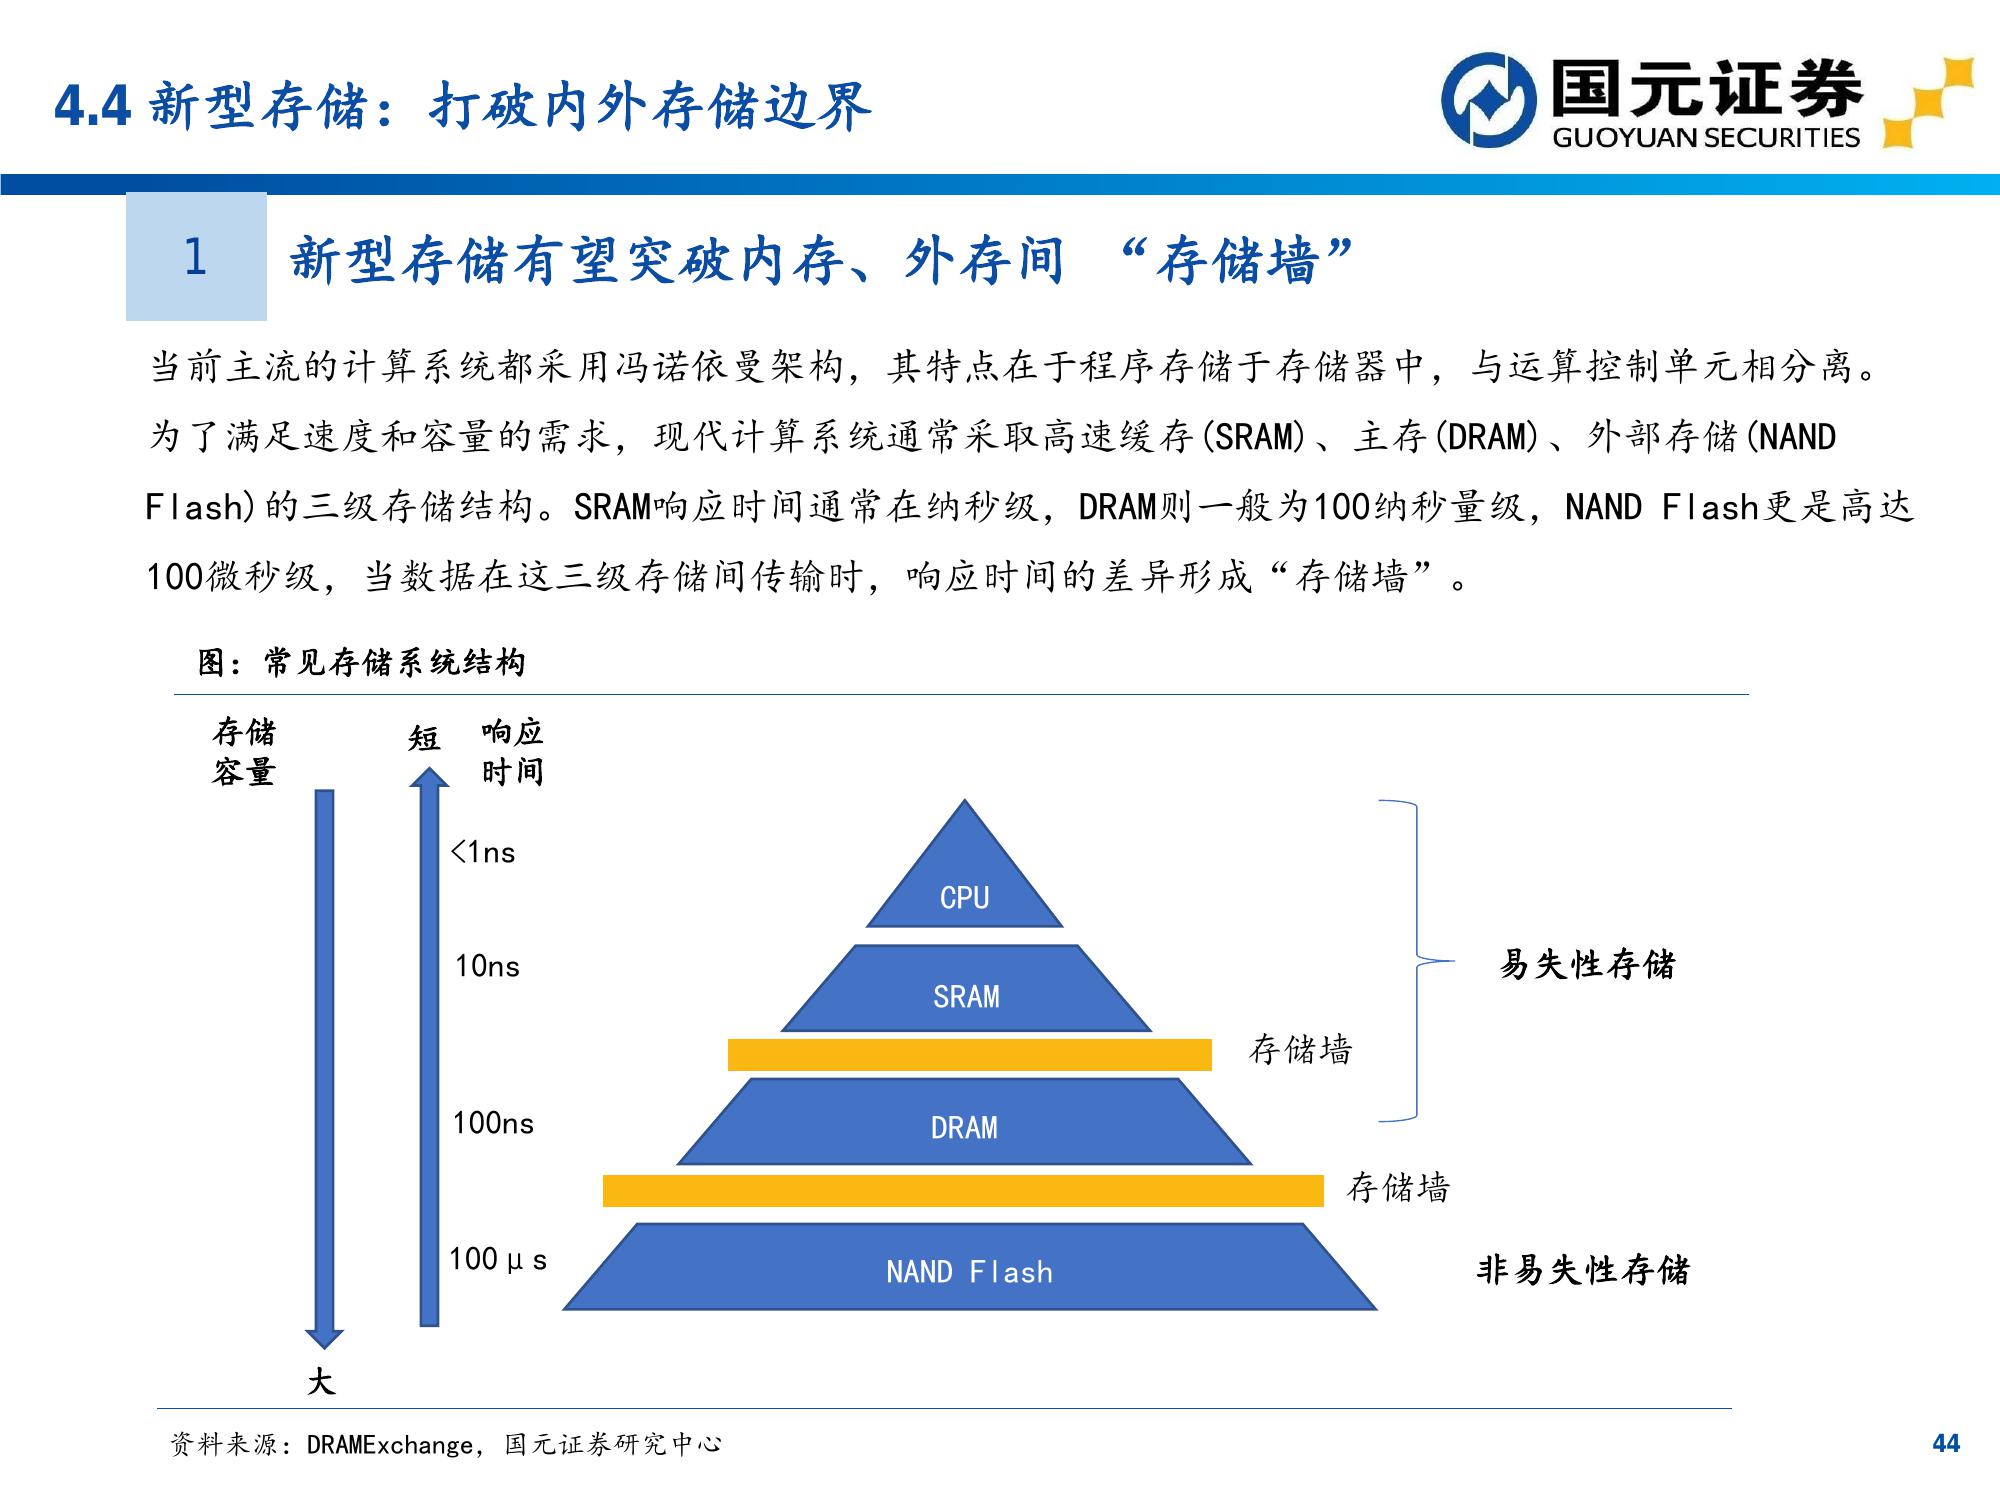 4.4 新型存储：打破内外存储边界
国元证券
GUOYUAN SECURITIES
1
新型存储有望突破内存、外存间 “存储墙”
当前主流的计算系统都采用冯诺依曼架构，其特点在于程序存储于存储器中，与运算控制单元相分离。
为了满足速度和容量的需求，现代计算系统通常采取高速缓存(SRAM)、主存(DRAM)、外部存储(NAND
Flash)的三级存储结构。SRAM响应时间通常在纳秒级，DRAM则一般为100纳秒量级，NAND Flash更是高达
100微秒级，当数据在这三级存储间传输时，响应时间的差异形成“存储墙”。
图：常见存储系统结构
存储
容量
短
响应
时间
<1ns
CPU
10ns
SRAM
易失性存储
存储墙
100ns
DRAM
存储墙
100μs
NAND Flash
非易失性存储
大
资料来源：DRAMExchange，国元证券研究中心
44